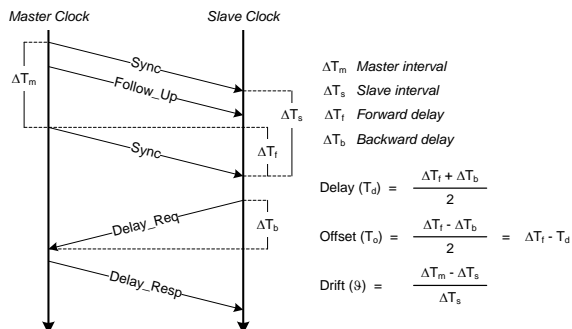 Master Clock Slave Clock
Sync
Follow_Up
ΔTm
ΔTs
ΔTf
Sync
Delay_Req
ΔTb
Delay_Resp
ΔTm Master interval
ΔTs Slave interval
ΔTf Forward delay
ΔTb Backward delay
Delay (Td) = ΔTf + ΔTb / 2
Offset (To) = ΔTf - ΔTb / 2 = ΔTf - Td
Drift (ϑ) = ΔTm - ΔTs / ΔTs